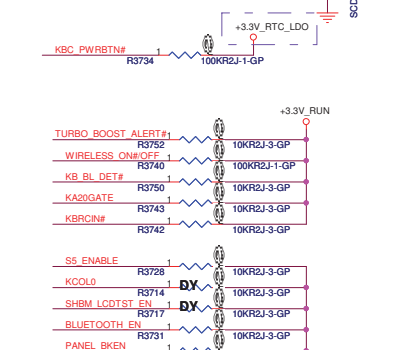 SCD
+3.3V_RTC_LDO
KBC_PWRBTN# 1
R3734 100KR2J-1-GP
+3.3V_RUN
TURBO_BOOST_ALERT# 1
R3752 10KR2J-3-GP
WIRELESS_ON#/OFF 1
R3740 100KR2J-1-GP
KB_BL_DET# 1
R3750 10KR2J-3-GP
KA20GATE 1
R3743 10KR2J-3-GP
KBRCIN# 1
R3742 10KR2J-3-GP
S5_ENABLE 1
R3728 10KR2J-3-GP
KCOL0 1 DY
R3714 10KR2J-3-GP
SHBM_LCDTST_EN 1 DY
R3717 10KR2J-3-GP
BLUETOOTH_EN 1
R3731 10KR2J-3-GP
PANEL_BKEN 1